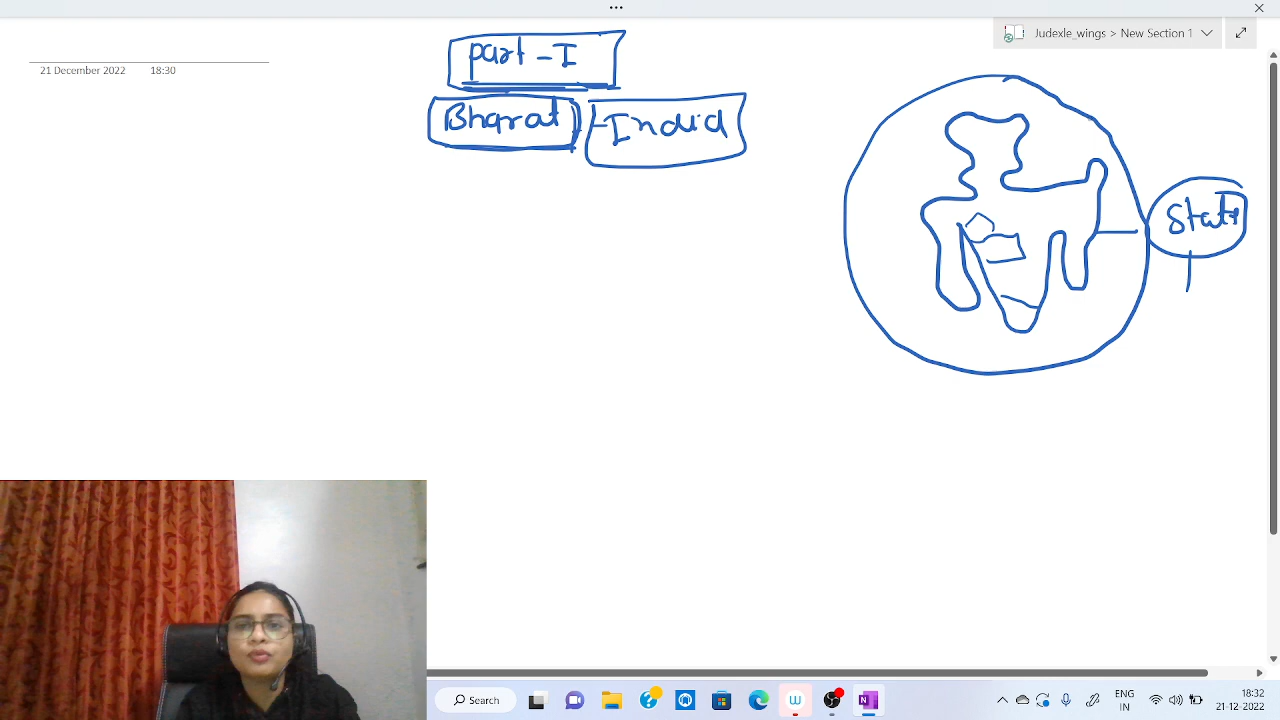 ...
Judicile_wings > New Section 1
21 December 2022 18:30
part - I
Bharat - India
State
Search
ENG
IN
18:32
21-12-2022